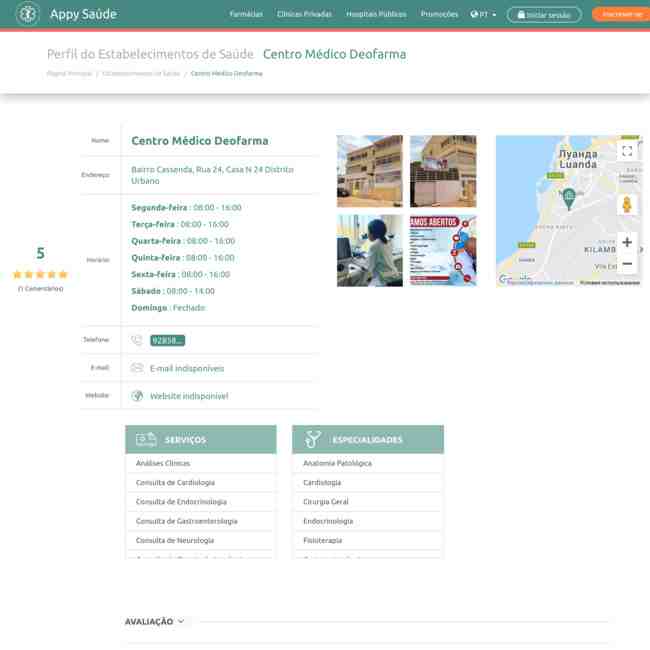 Appy Saúde
Farmácias
Clínicas Privadas
Hospitais Públicos
Promoções
PT
Iniciar sessão
Inscrever-se
Perfil do Estabelecimentos de Saúde Centro Médico Deofarma
Página Principal / Estabelecimentos de Saúde / Centro Médico Deofarma
Nome
Centro Médico Deofarma
Endereço
Bairro Cassenda, Rua 24, Casa N 24 Distrito
Urbano
5
(1 Comentários)
Horário
Segunda-feira : 08:00 - 16:00
Terça-feira : 08:00 - 16:00
Quarta-feira : 08:00 - 16:00
Quinta-feira : 08:00 - 16:00
Sexta-feira : 08:00 - 16:00
Sábado : 08:00 - 14:00
Domingo : Fechado
Telefone
92858...
E-mail
E-mail indisponíveis
Website
Website indisponível
AMOS ABERTOS
Луанда
Luanda
KILAMB
Vila Est
SAMBA
Google
Условия использования
SERVIÇOS
Análises Clínicas
Consulta de Cardiologia
Consulta de Endocrinologia
Consulta de Gastroenterologia
Consulta de Neurologia
ESPECIALIDADES
Anatomia Patológica
Cardiologia
Cirurgia Geral
Endocrinologia
Fisioterapia
AVALIAÇÃO